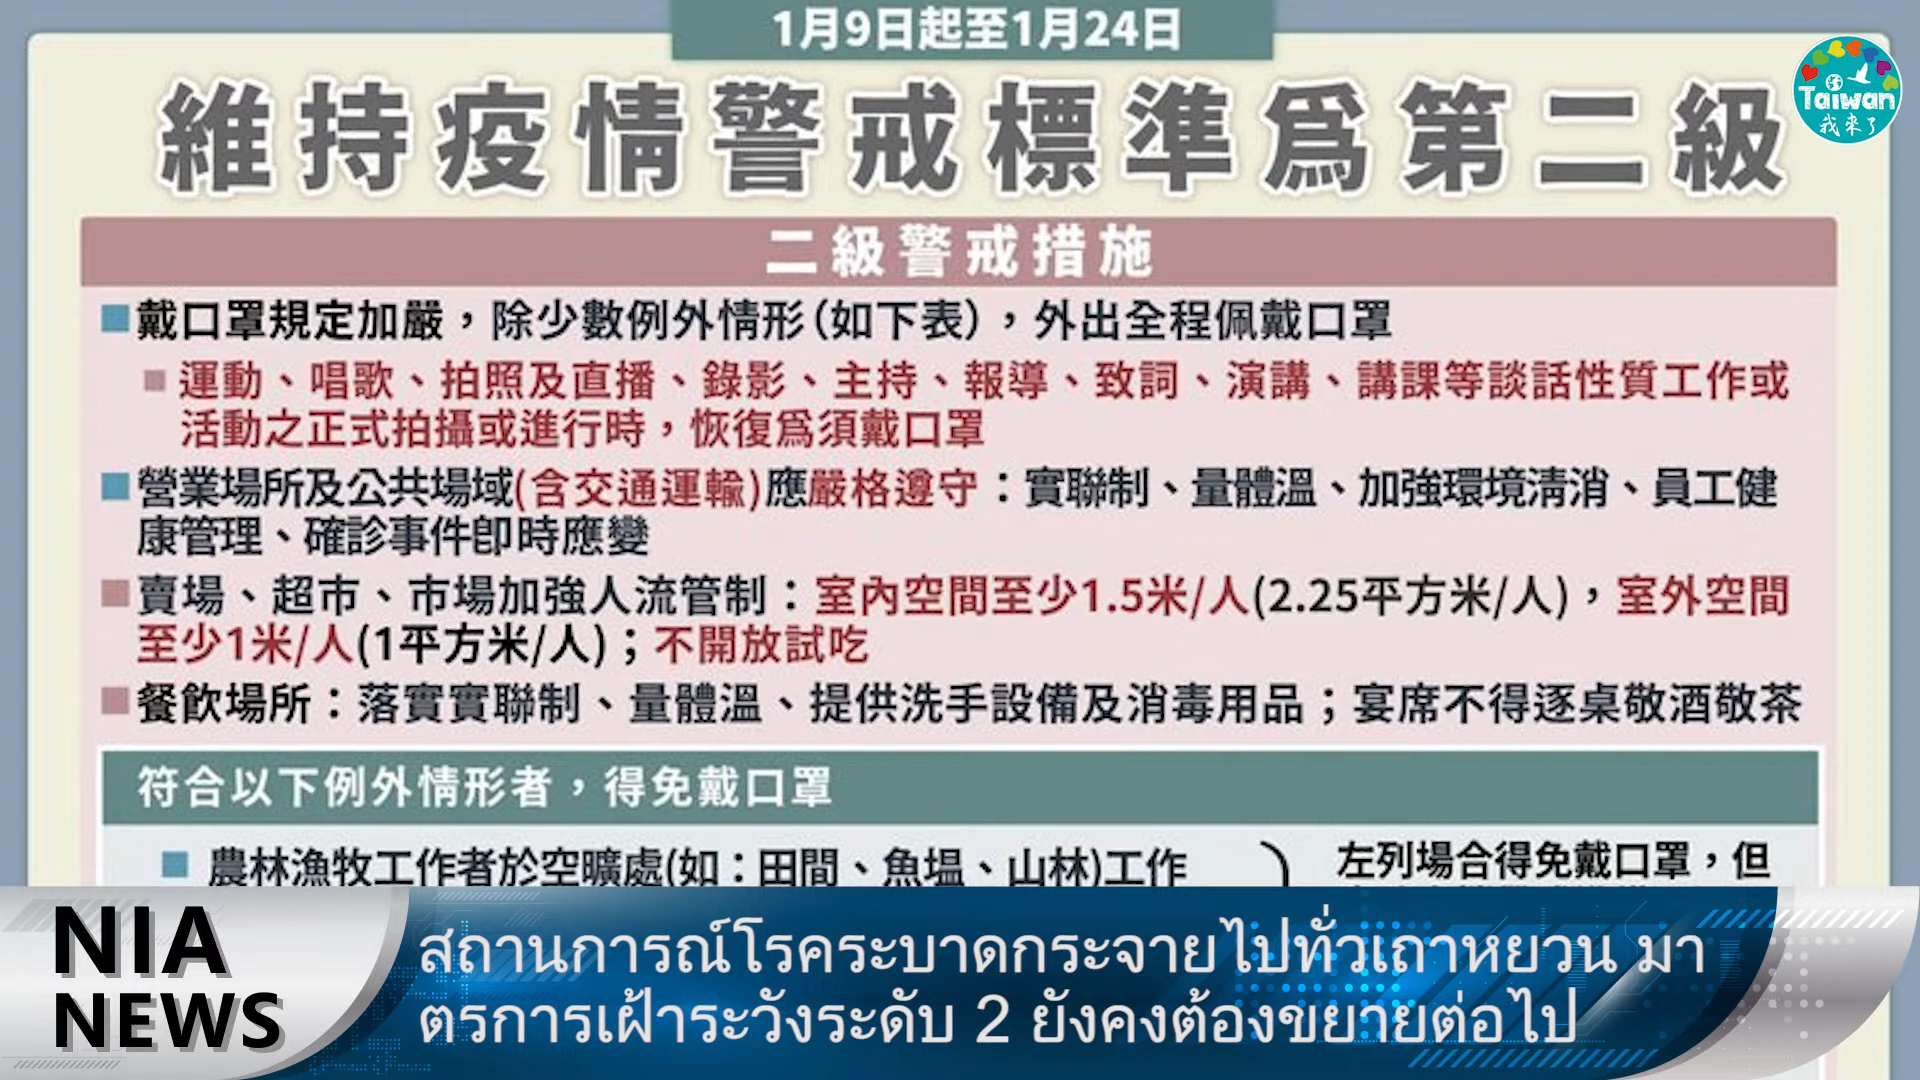 1月9日起至1月24日
Taiwan
我來了
維持疫情警戒標準爲第二級
二級警戒措施
戴口罩規定加嚴，除少數例外情形(如下表)，外出全程佩戴口罩
運動、唱歌、拍照及直播、錄影、主持、報導、致詞、演講、講課等談話性質工作或
活動之正式拍攝或進行時，恢復爲須戴口罩
營業場所及公共場域(含交通運輸)應嚴格遵守：實聯制、量體溫、加強環境清消、員工健
康管理、確診事件卽時應變
賣場、超市、市場加強人流管制：室內空間至少1.5米/人(2.25平方米/人)，室外空間
至少1米/人(1平方米/人)；不開放試吃
餐飲場所：落實實聯制、量體溫、提供洗手設備及消毒用品；宴席不得逐桌敬酒敬茶
符合以下例外情形者，得免戴口罩
農林漁牧工作者於空曠處(如：田間、魚塭、山林)工作
左列場合得免戴口罩，但
NIA
NEWS
สถานการณ์โรคระบาดกระจายไปทั่วเถาหยวน มา
ตรการเฝ้าระวังระดับ 2 ยังคงต้องขยายต่อไป